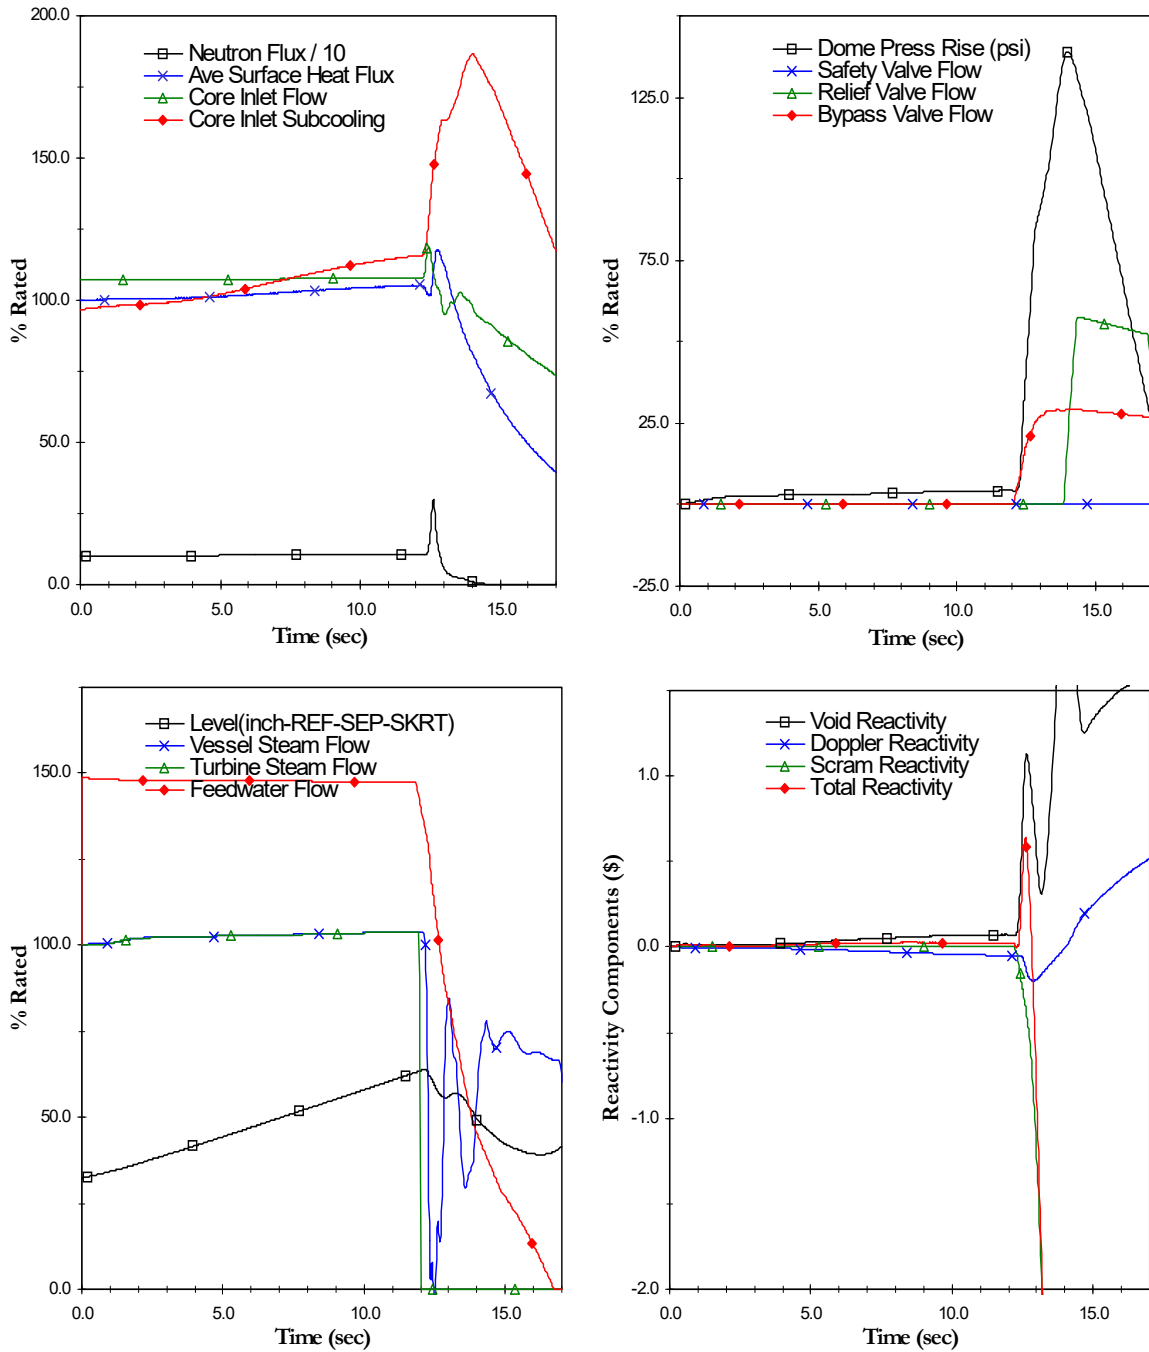 200.0
150.0
100.0
50.0
0.0
% Rated
Neutron Flux / 10
Ave Surface Heat Flux
Core Inlet Flow
Core Inlet Subcooling
0.0 5.0 10.0 15.0
Time (sec)
125.0
75.0
25.0
-25.0
% Rated
Dome Press Rise (psi)
Safety Valve Flow
Relief Valve Flow
Bypass Valve Flow
0.0 5.0 10.0 15.0
Time (sec)
150.0
100.0
50.0
0.0
% Rated
Level(inch-REF-SEP-SKRT)
Vessel Steam Flow
Turbine Steam Flow
Feedwater Flow
0.0 5.0 10.0 15.0
Time (sec)
1.0
0.0
-1.0
-2.0
Reactivity Components ($)
Void Reactivity
Doppler Reactivity
Scram Reactivity
Total Reactivity
0.0 5.0 10.0 15.0
Time (sec)